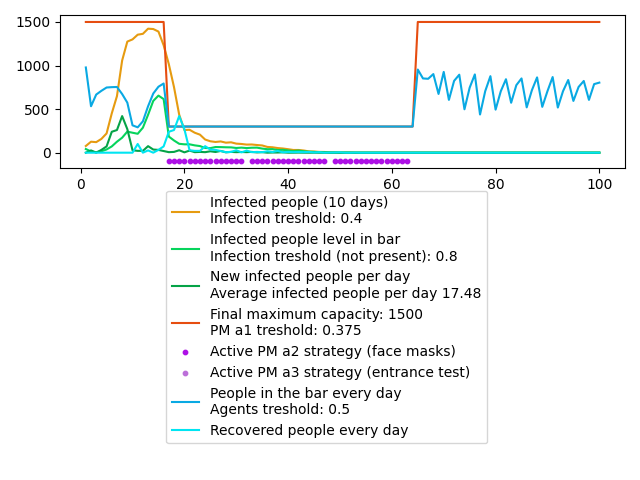 1500
1000
500
0
0 20 40 60 80 100
Infected people (10 days)
Infection treshold: 0.4
Infected people level in bar
Infection treshold (not present): 0.8
New infected people per day
Average infected people per day 17.48
Final maximum capacity: 1500
PM a1 treshold: 0.375
Active PM a2 strategy (face masks)
Active PM a3 strategy (entrance test)
People in the bar every day
Agents treshold: 0.5
Recovered people every day